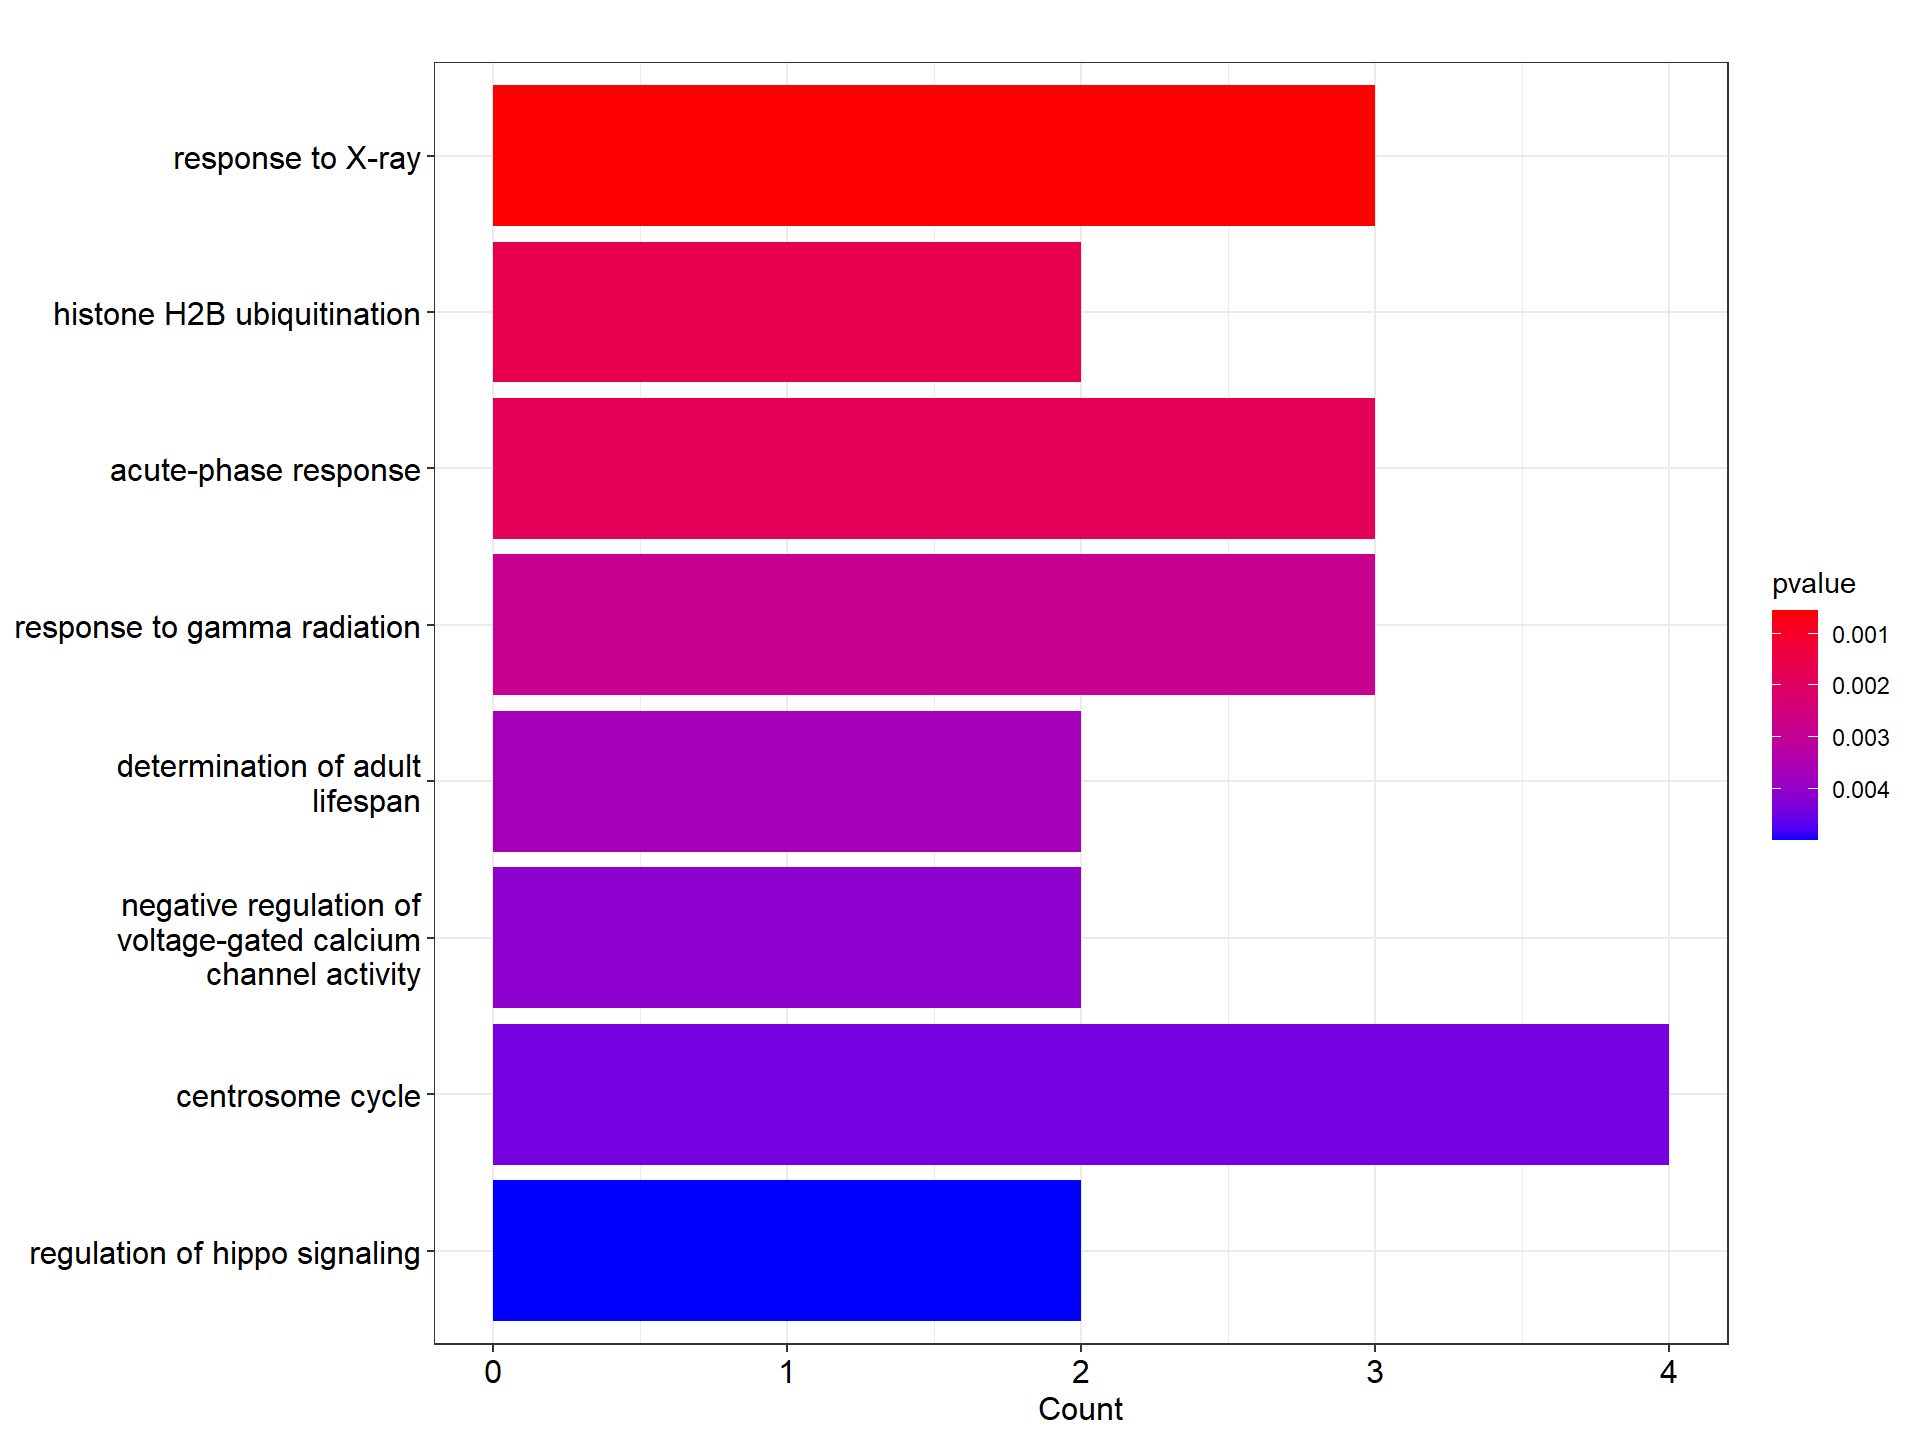 response to X-ray
histone H2B ubiquitination
acute-phase response
response to gamma radiation
determination of adult
lifespan
negative regulation of
voltage-gated calcium
channel activity
centrosome cycle
regulation of hippo signaling
0
1
2
3
4
Count
pvalue
0.001
0.002
0.003
0.004